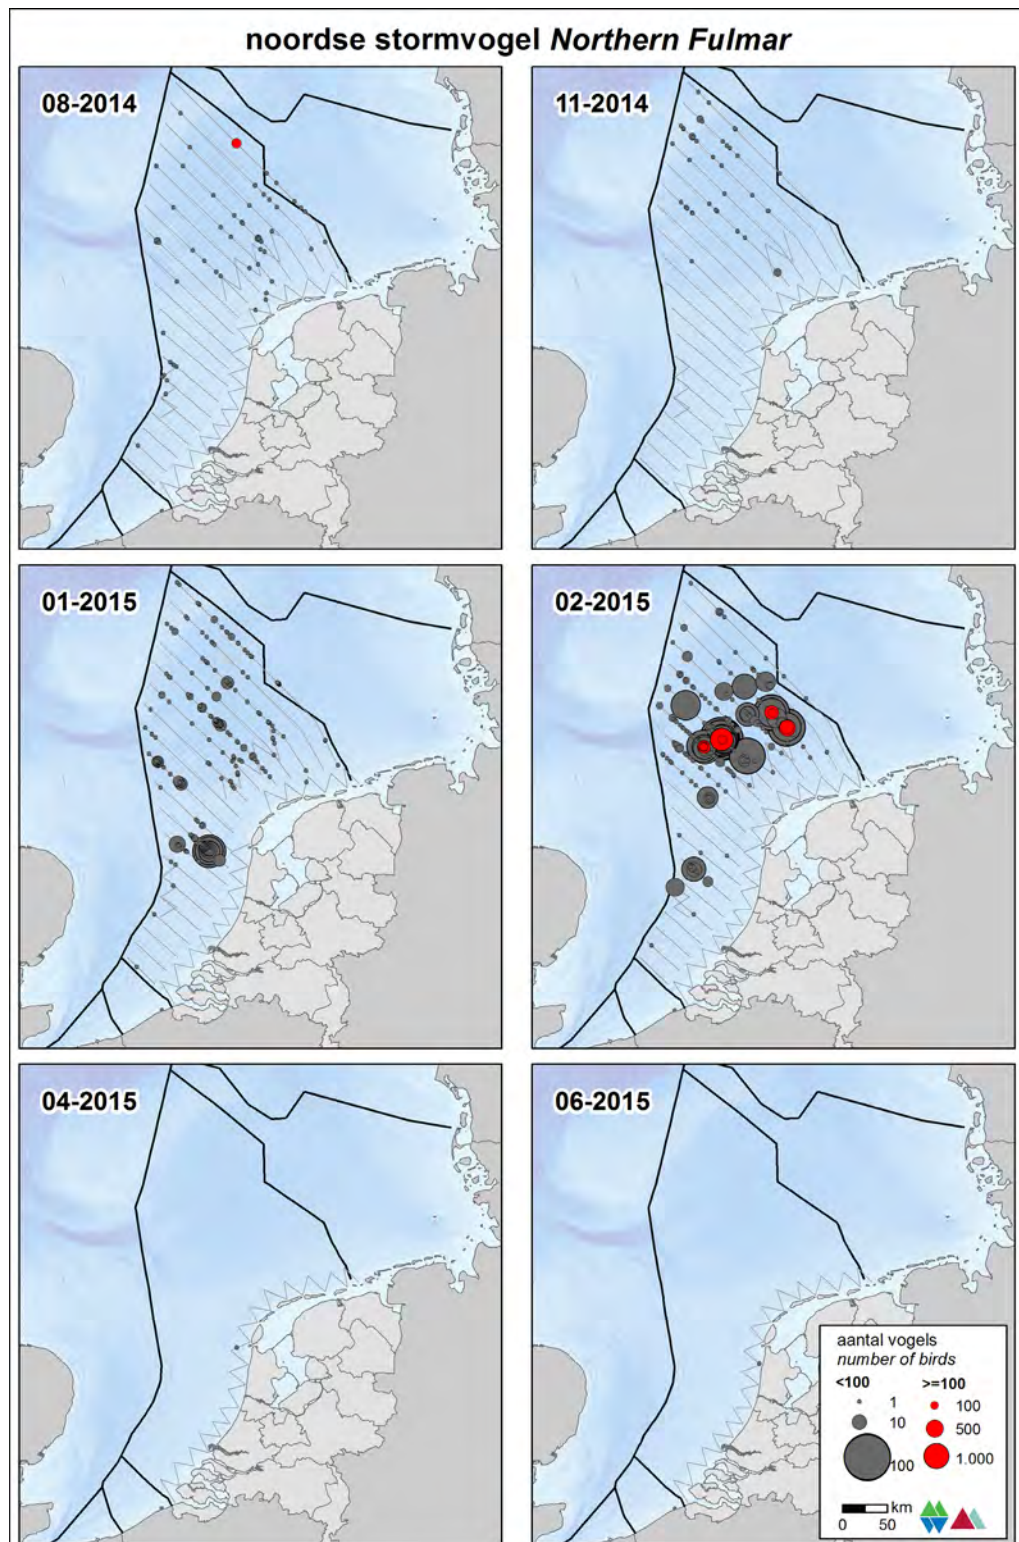 noordse stormvogel Northern Fulmar
08-2014
11-2014
01-2015
02-2015
04-2015
06-2015
aantal vogels
number of birds
<100 >=100
1 100
10 500
100 1.000
km
0 50